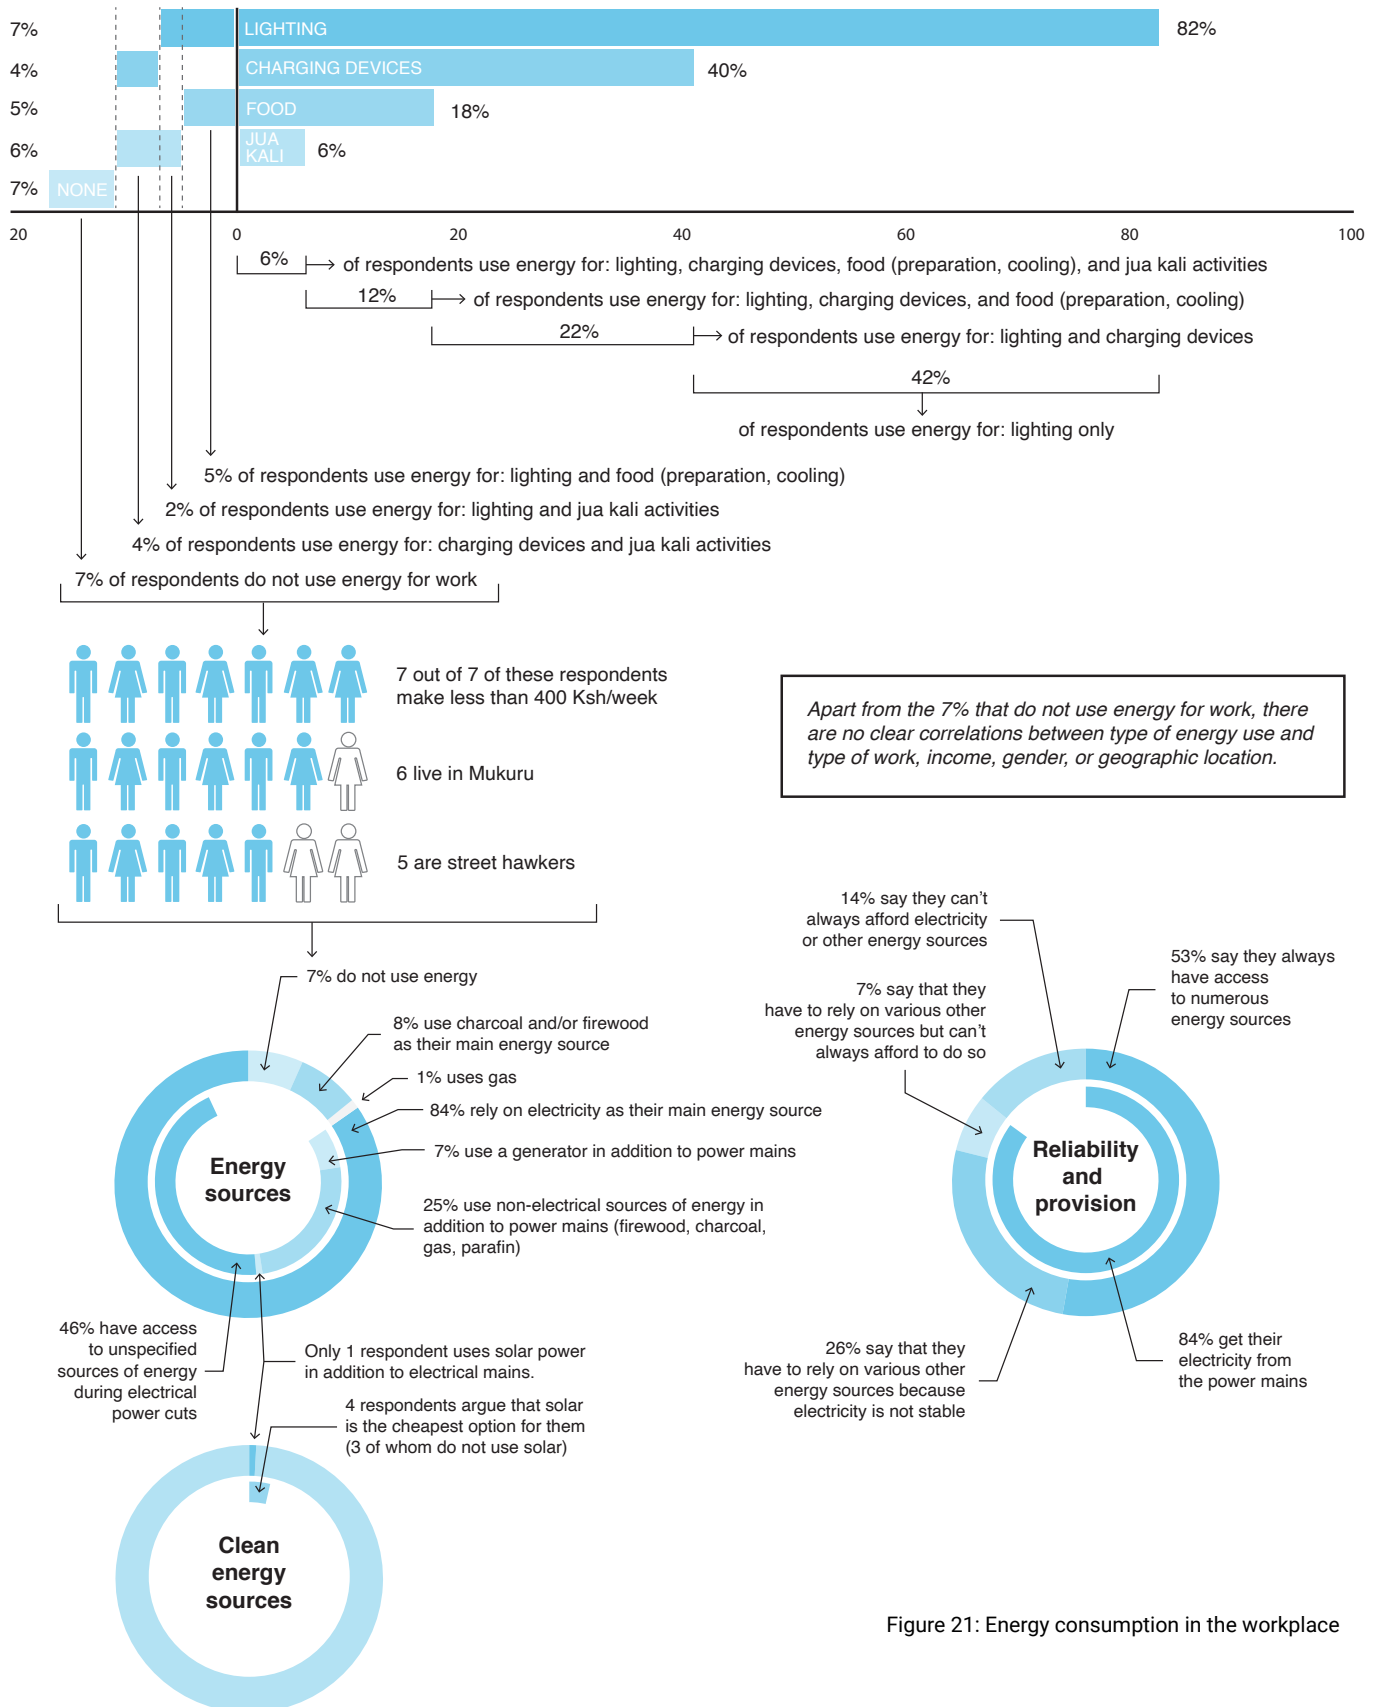 7%
LIGHTING
82%
4%
CHARGING DEVICES
40%
5%
FOOD
18%
6%
JUA
KALI
6%
7%
NONE
20
0
20
40
60
80
100
6%
of respondents use energy for: lighting, charging devices, food (preparation, cooling), and jua kali activities
12%
of respondents use energy for: lighting, charging devices, and food (preparation, cooling)
22%
of respondents use energy for: lighting and charging devices
42%
of respondents use energy for: lighting only
5% of respondents use energy for: lighting and food (preparation, cooling)
2% of respondents use energy for: lighting and jua kali activities
4% of respondents use energy for: charging devices and jua kali activities
7% of respondents do not use energy for work
7 out of 7 of these respondents
make less than 400 Ksh/week
6 live in Mukuru
5 are street hawkers
Apart from the 7% that do not use energy for work, there
are no clear correlations between type of energy use and
type of work, income, gender, or geographic location.
7% do not use energy
8% use charcoal and/or firewood
as their main energy source
1% uses gas
84% rely on electricity as their main energy source
7% use a generator in addition to power mains
25% use non-electrical sources of energy in
addition to power mains (firewood, charcoal,
gas, parafin)
Energy
sources
46% have access
to unspecified
sources of energy
during electrical
power cuts
Only 1 respondent uses solar power
in addition to electrical mains.
4 respondents argue that solar
is the cheapest option for them
(3 of whom do not use solar)
Clean
energy
sources
14% say they can't
always afford electricity
or other energy sources
7% say that they
have to rely on various other
energy sources but can't
always afford to do so
53% say they always
have access
to numerous
energy sources
Reliability
and
provision
26% say that they
have to rely on various other
energy sources because
electricity is not stable
84% get their
electricity from
the power mains
Figure 21: Energy consumption in the workplace